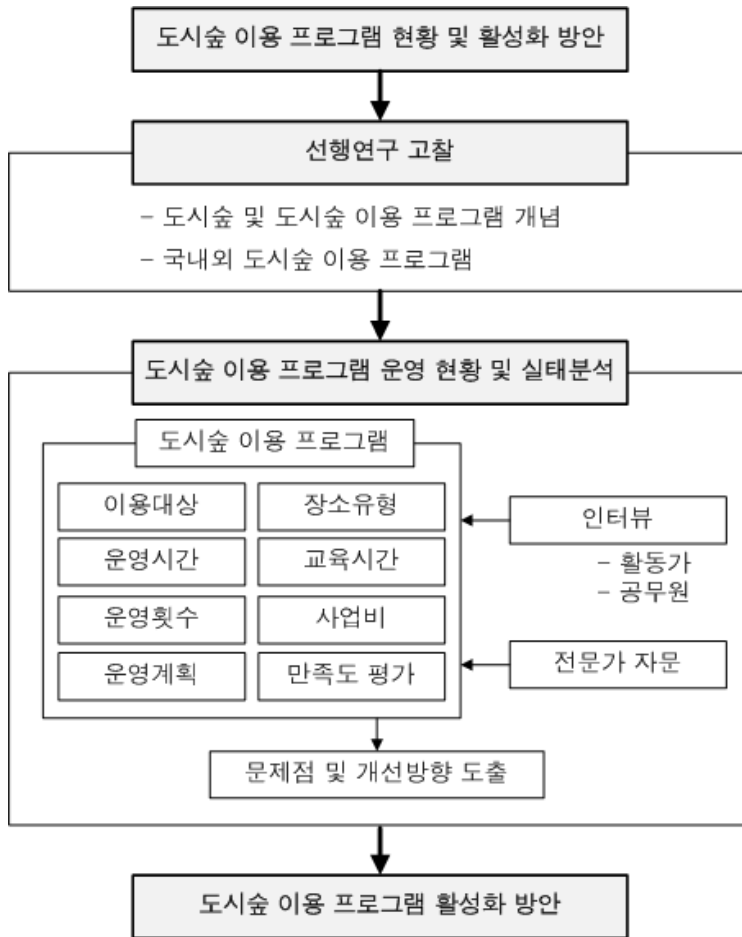 도시숲 이용 프로그램 현황 및 활성화 방안
선행연구 고찰
– 도시숲 및 도시숲 이용 프로그램 개념
– 국내외 도시숲 이용 프로그램
도시숲 이용 프로그램 운영 현황 및 실태분석
도시숲 이용 프로그램
이용대상
장소유형
운영시간
교육시간
운영횟수
사업비
운영계획
만족도 평가
인터뷰
– 활동가
– 공무원
전문가 자문
문제점 및 개선방향 도출
도시숲 이용 프로그램 활성화 방안